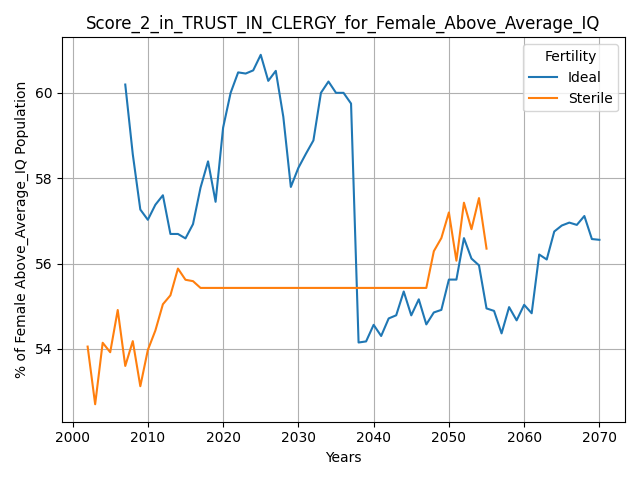 Score_2_in_TRUST_IN_CLERGY_for_Female_Above_Average_IQ
Fertility
Ideal
Sterile
% of Female Above_Average_IQ Population
60
58
56
54
2000 2010 2020 2030 2040 2050 2060 2070
Years